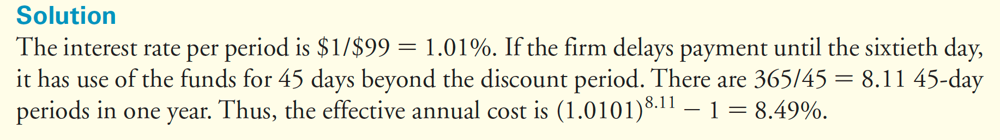 Solution
The interest rate per period is $1/$99 = 1.01%. If the firm delays payment until the sixtieth day,
it has use of the funds for 45 days beyond the discount period. There are 365/45 = 8.11 45-day
periods in one year. Thus, the effective annual cost is (1.0101)^8.11 − 1 = 8.49%.